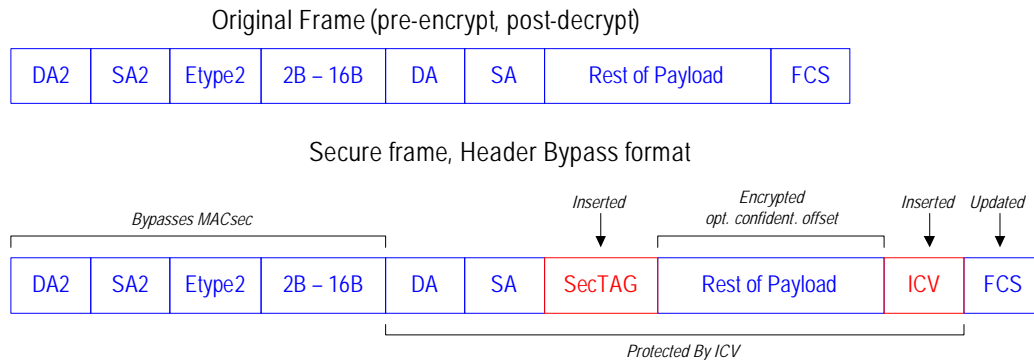 Original Frame (pre-encrypt, post-decrypt)
DA2 SA2 Etype2 2B – 16B DA SA Rest of Payload FCS
Secure frame, Header Bypass format
Bypasses MACsec
Inserted
Encrypted
opt. confident. offset
Inserted
Updated
DA2 SA2 Etype2 2B – 16B DA SA SecTAG Rest of Payload ICV FCS
Protected By ICV